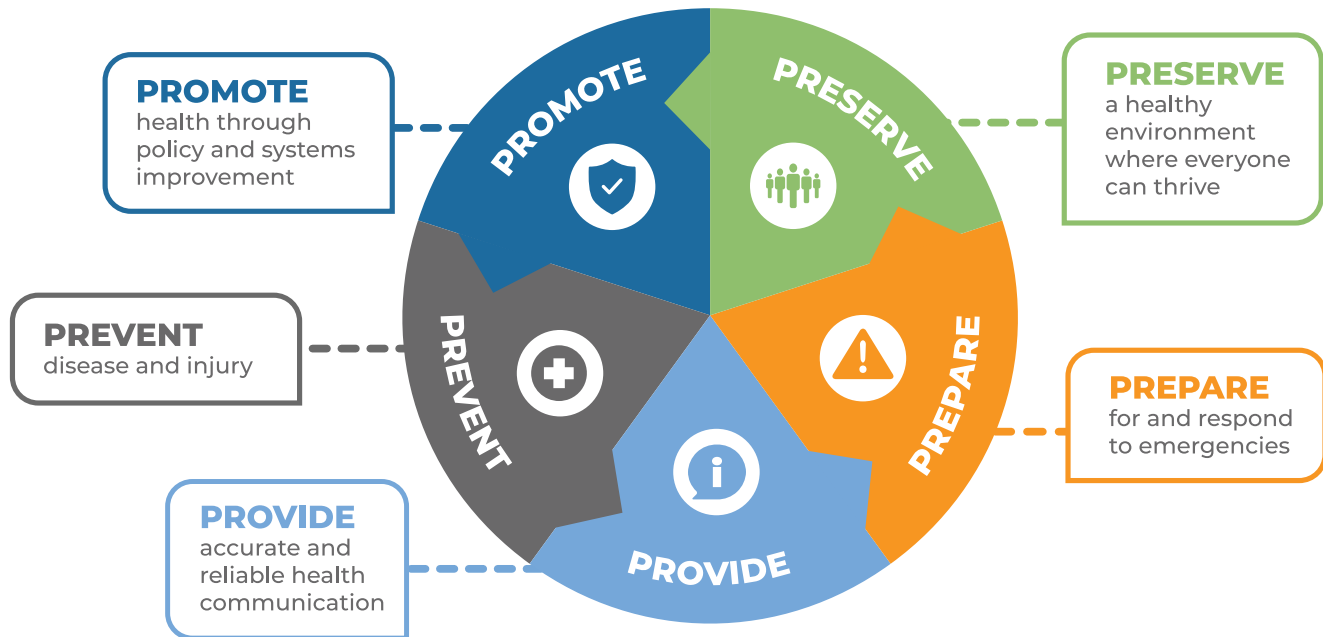 PROMOTE
health through
policy and systems
improvement
PREVENT
disease and injury
PROVIDE
accurate and
reliable health
communication
PROMOTE
PRESERVE
PREPARE
PROVIDE
PREVENT
i
PRESERVE
a healthy
environment
where everyone
can thrive
PREPARE
for and respond
to emergencies